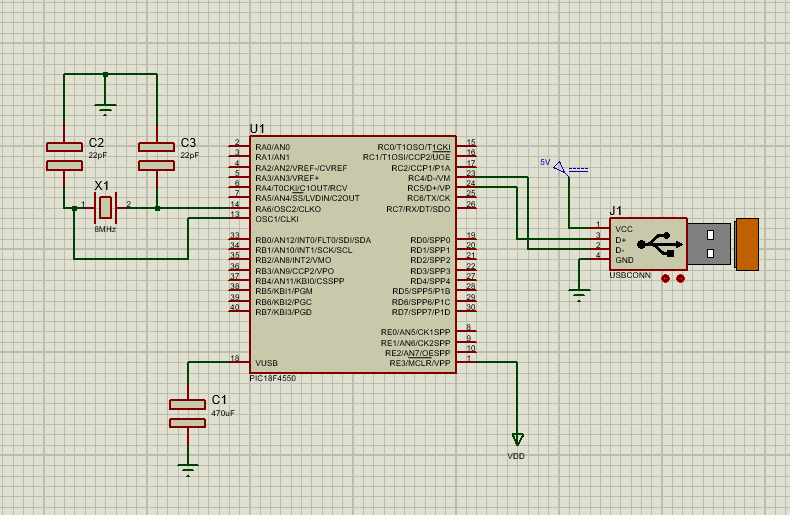 C2
22pF
C3
22pF
X1
1
2
8MHz
U1
2 RA0/AN0
3 RA1/AN1
4 RA2/AN2/VREF-/CVREF
5 RA3/AN3/VREF+
6 RA4/T0CKI/C1OUT/RCV
7 RA5/AN4/SS/LVDIN/C2OUT
14 RA6/OSC2/CLKO
13 OSC1/CLKI
33 RB0/AN12/INT0/FLT0/SDI/SDA
34 RB1/AN10/INT1/SCK/SCL
35 RB2/AN8/INT2/VMO
36 RB3/AN9/CCP2/VPO
37 RB4/AN11/KBI0/CSSPP
38 RB5/KBI1/PGM
39 RB6/KBI2/PGC
40 RB7/KBI3/PGD
18 VUSB
RC0/T1OSO/T1CKI 15
RC1/T1OSI/CCP2/UOE 16
RC2/CCP1/P1A 17
RC4/D-/VM 23
RC5/D+/VP 24
RC6/TX/CK 25
RC7/RX/DT/SDO 26
RD0/SPP0 19
RD1/SPP1 20
RD2/SPP2 21
RD3/SPP3 22
RD4/SPP4 27
RD5/SPP5/P1B 28
RD6/SPP6/P1C 29
RD7/SPP7/P1D 30
RE0/AN5/CK1SPP 8
RE1/AN6/CK2SPP 9
RE2/AN7/OESPP 10
RE3/MCLR/VPP 1
PIC18F4550
C1
470uF
VDD
5V
J1
1 VCC
3 D+
2 D-
4 GND
USBCONN